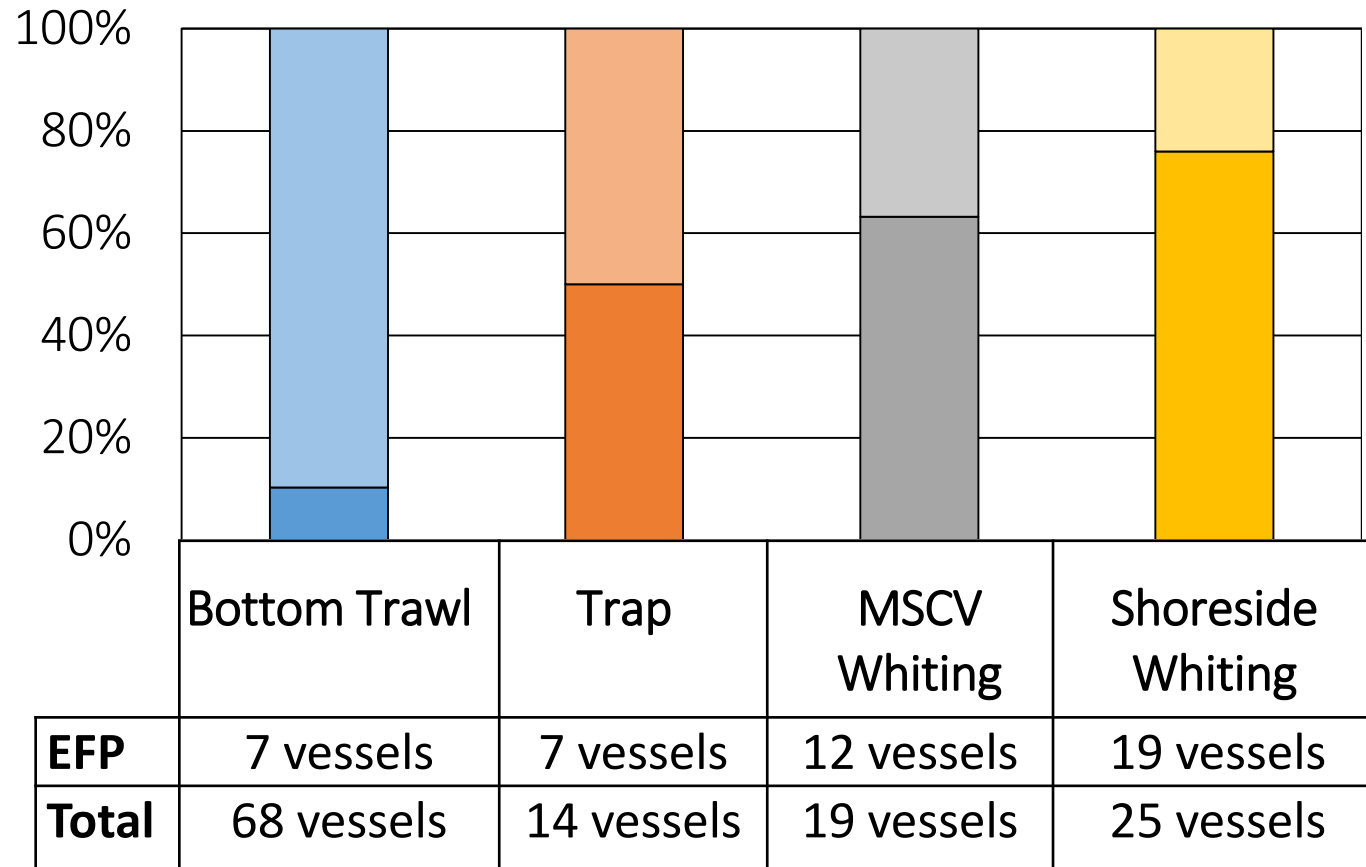 100%
80%
60%
40%
20%
0%
Bottom Trawl Trap MSCV Shoreside
Whiting Whiting
EFP 7 vessels 7 vessels 12 vessels 19 vessels
Total 68 vessels 14 vessels 19 vessels 25 vessels